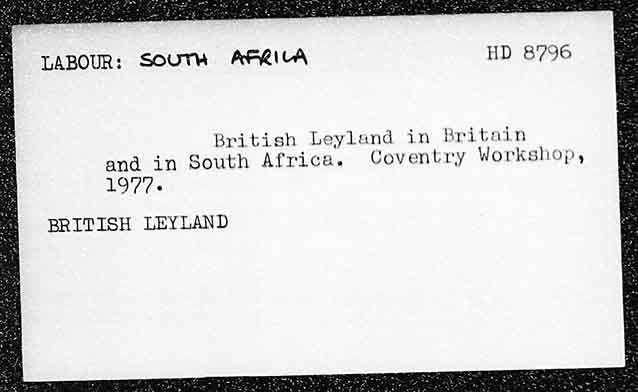 LABOUR: SOUTH AFRICA HD 8796
British Leyland in Britain
and in South Africa. Coventry Workshop,
1977.
BRITISH LEYLAND